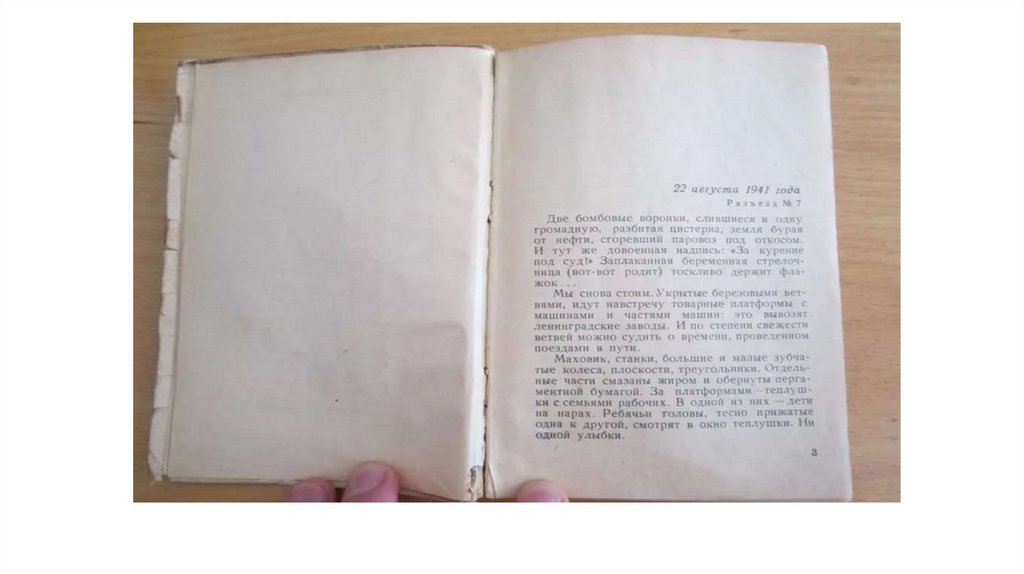 22 августа 1941 года
Разъезд № 7
Две бомбовые воронки, слившиеся в одну
громадную, разбитая цистерна, земля бурая
от нефти, сгоревший паровоз под откосом.
И тут же довоенная надпись: «За курение
под суд!» Заплаканная беременная стрелоч-
ница (вот-вот родит) тоскливо держит фла-
жок...
Мы снова стоим. Укрытые березовыми вет-
вями, идут навстречу товарные платформы с
машинами и частями машин: это вывозят
ленинградские заводы. И по степени свежести
ветвей можно судить о времени, проведенном
поездами в пути.
Маховик, станки, большие и малые зубча-
тые колеса, плоскости, треугольники. Отдель-
ные части смазаны жиром и обернуты перга-
ментной бумагой. За платформами — теплуш-
ки с семьями рабочих. В одной из них — дети
на нарах. Ребячьи головы, тесно прижатые
одна к другой, смотрят в окно теплушки. Ни
одной улыбки.
3